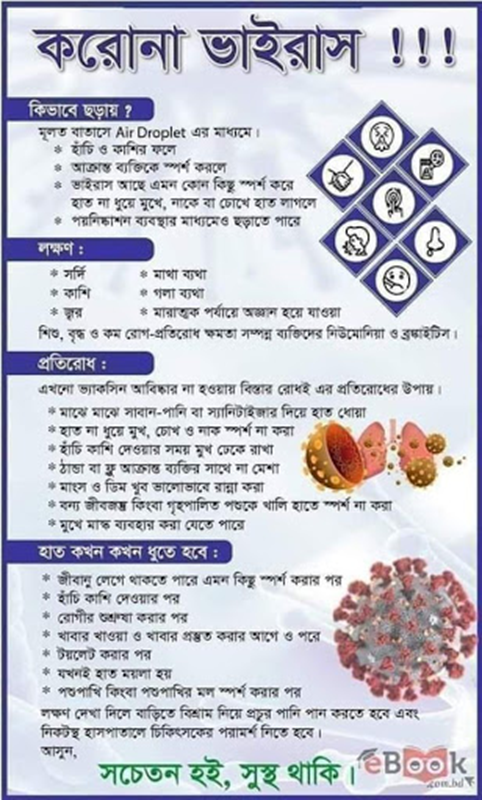 করোনা ভাইরাস !!!
কিভাবে ছড়ায় ?
মূলত বাতাসে Air Droplet এর মাধ্যমে।
* হাঁচি ও কাশির ফলে
* আক্রান্ত ব্যক্তিকে স্পর্শ করলে
* ভাইরাস আছে এমন কোন কিছু স্পর্শ করে
হাত না ধুয়ে মুখে, নাকে বা চোখে হাত লাগলে
* পয়নিষ্কাশন ব্যবস্থার মাধ্যমেও ছড়াতে পারে
লক্ষণ :
* সর্দি * মাথা ব্যথা
* কাশি * গলা ব্যথা
* জ্বর * মারাত্মক পর্যায়ে অজ্ঞান হয়ে যাওয়া
শিশু, বৃদ্ধ ও কম রোগ-প্রতিরোধ ক্ষমতা সম্পন্ন ব্যক্তিদের নিউমোনিয়া ও ব্রঙ্কাইটিস।
প্রতিরোধ :
এখনো ভ্যাকসিন আবিষ্কার না হওয়ায় বিস্তার রোধই এর প্রতিরোধের উপায়।
* মাঝে মাঝে সাবান-পানি বা স্যানিটাইজার দিয়ে হাত ধোয়া
* হাত না ধুয়ে মুখ, চোখ ও নাক স্পর্শ না করা
* হাঁচি কাশি দেওয়ার সময় মুখ ঢেকে রাখা
* ঠান্ডা বা ফ্লু আক্রান্ত ব্যক্তির সাথে না মেশা
* মাংস ও ডিম খুব ভালোভাবে রান্না করা
* বন্য জীবজন্তু কিংবা গৃহপালিত পশুকে খালি হাতে স্পর্শ না করা
* মুখে মাস্ক ব্যবহার করা যেতে পারে
হাত কখন কখন ধুতে হবে :
* জীবানু লেগে থাকতে পারে এমন কিছু স্পর্শ করার পর
* হাঁচি কাশি দেওয়ার পর
* রোগীর শুশ্রুষা করার পর
* খাবার খাওয়া ও খাবার প্রস্তুত করার আগে ও পরে
* টয়লেট করার পর
* যখনই হাত ময়লা হয়
* পশুপাখি কিংবা পশুপাখির মল স্পর্শ করার পর
লক্ষণ দেখা দিলে বাড়িতে বিশ্রাম নিয়ে প্রচুর পানি পান করতে হবে এবং
নিকটস্থ হাসপাতালে চিকিৎসকের পরামর্শ নিতে হবে।
আসুন,
সচেতন হই, সুস্থ থাকি।
eBook
.com.bd